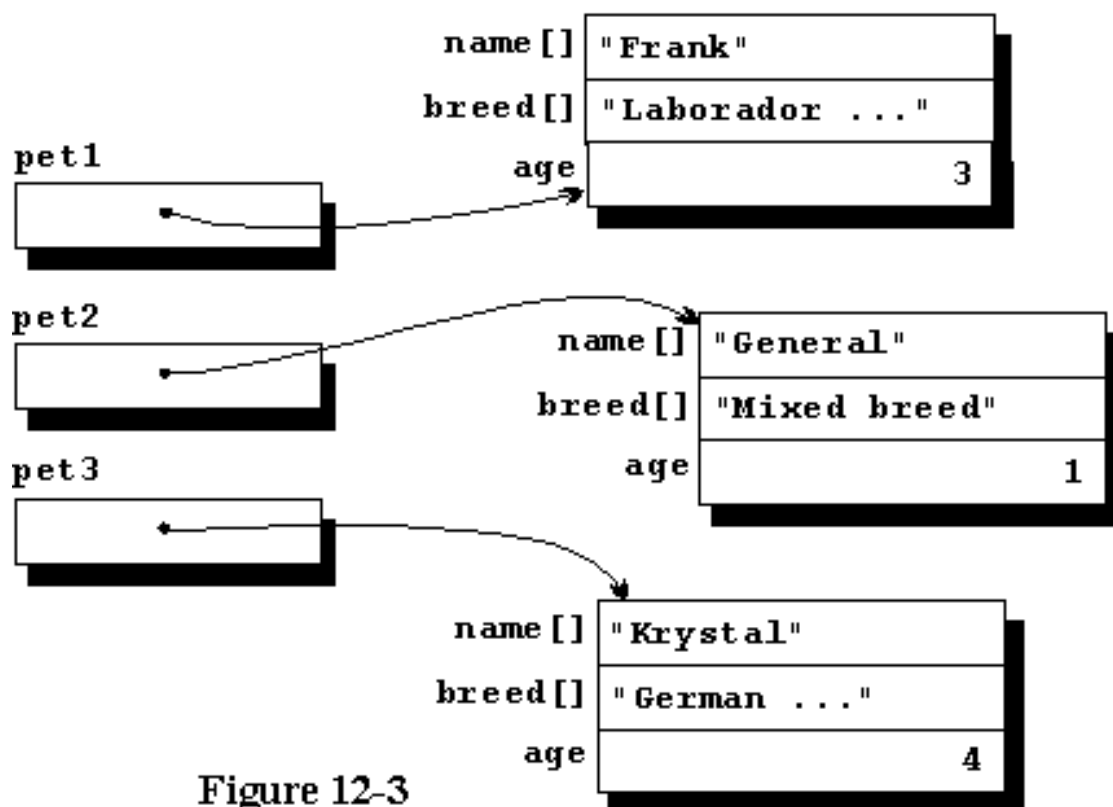 name[] "Frank"
breed[] "Laborador ..."
pet1
age 3
pet2
name[] "General"
breed[] "Mixed breed"
age 1
pet3
name[] "Krystal"
breed[] "German ..."
age 4
Figure 12-3